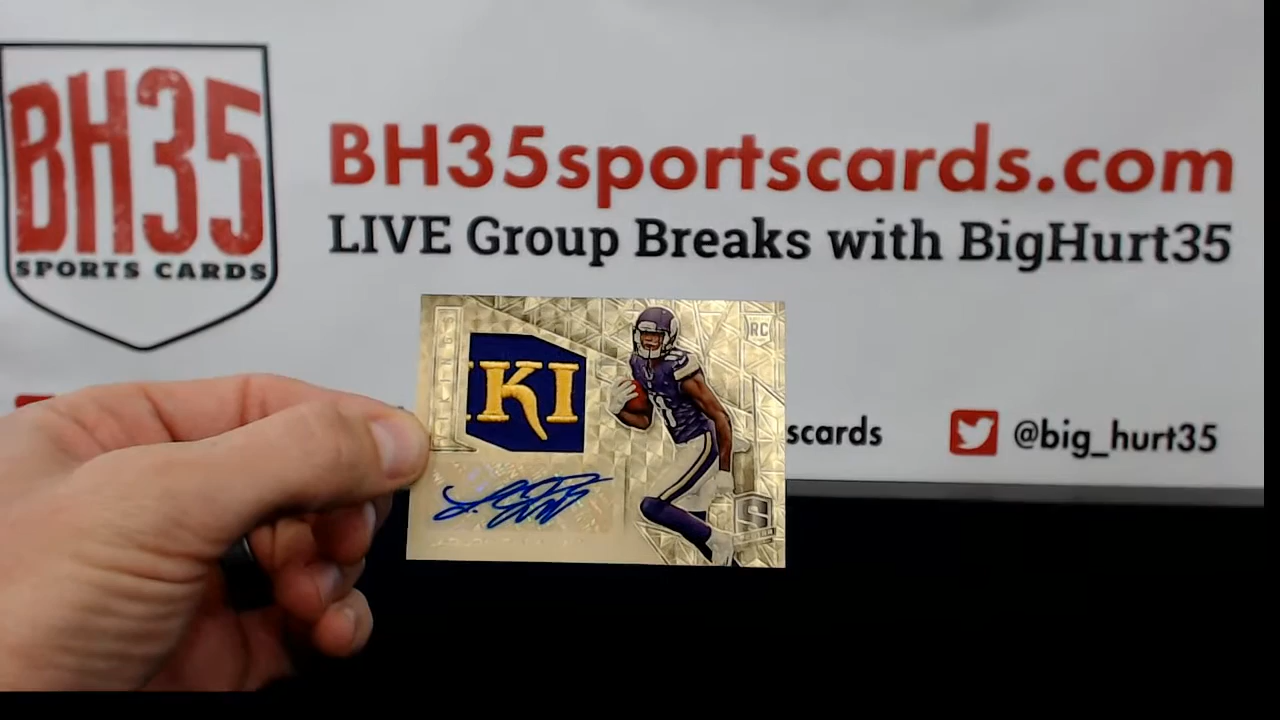 BH35
SPORTS CARDS
BH35sportscards.com
LIVE Group Breaks with BigHurt35
scards
@big_hurt35
RC
KI